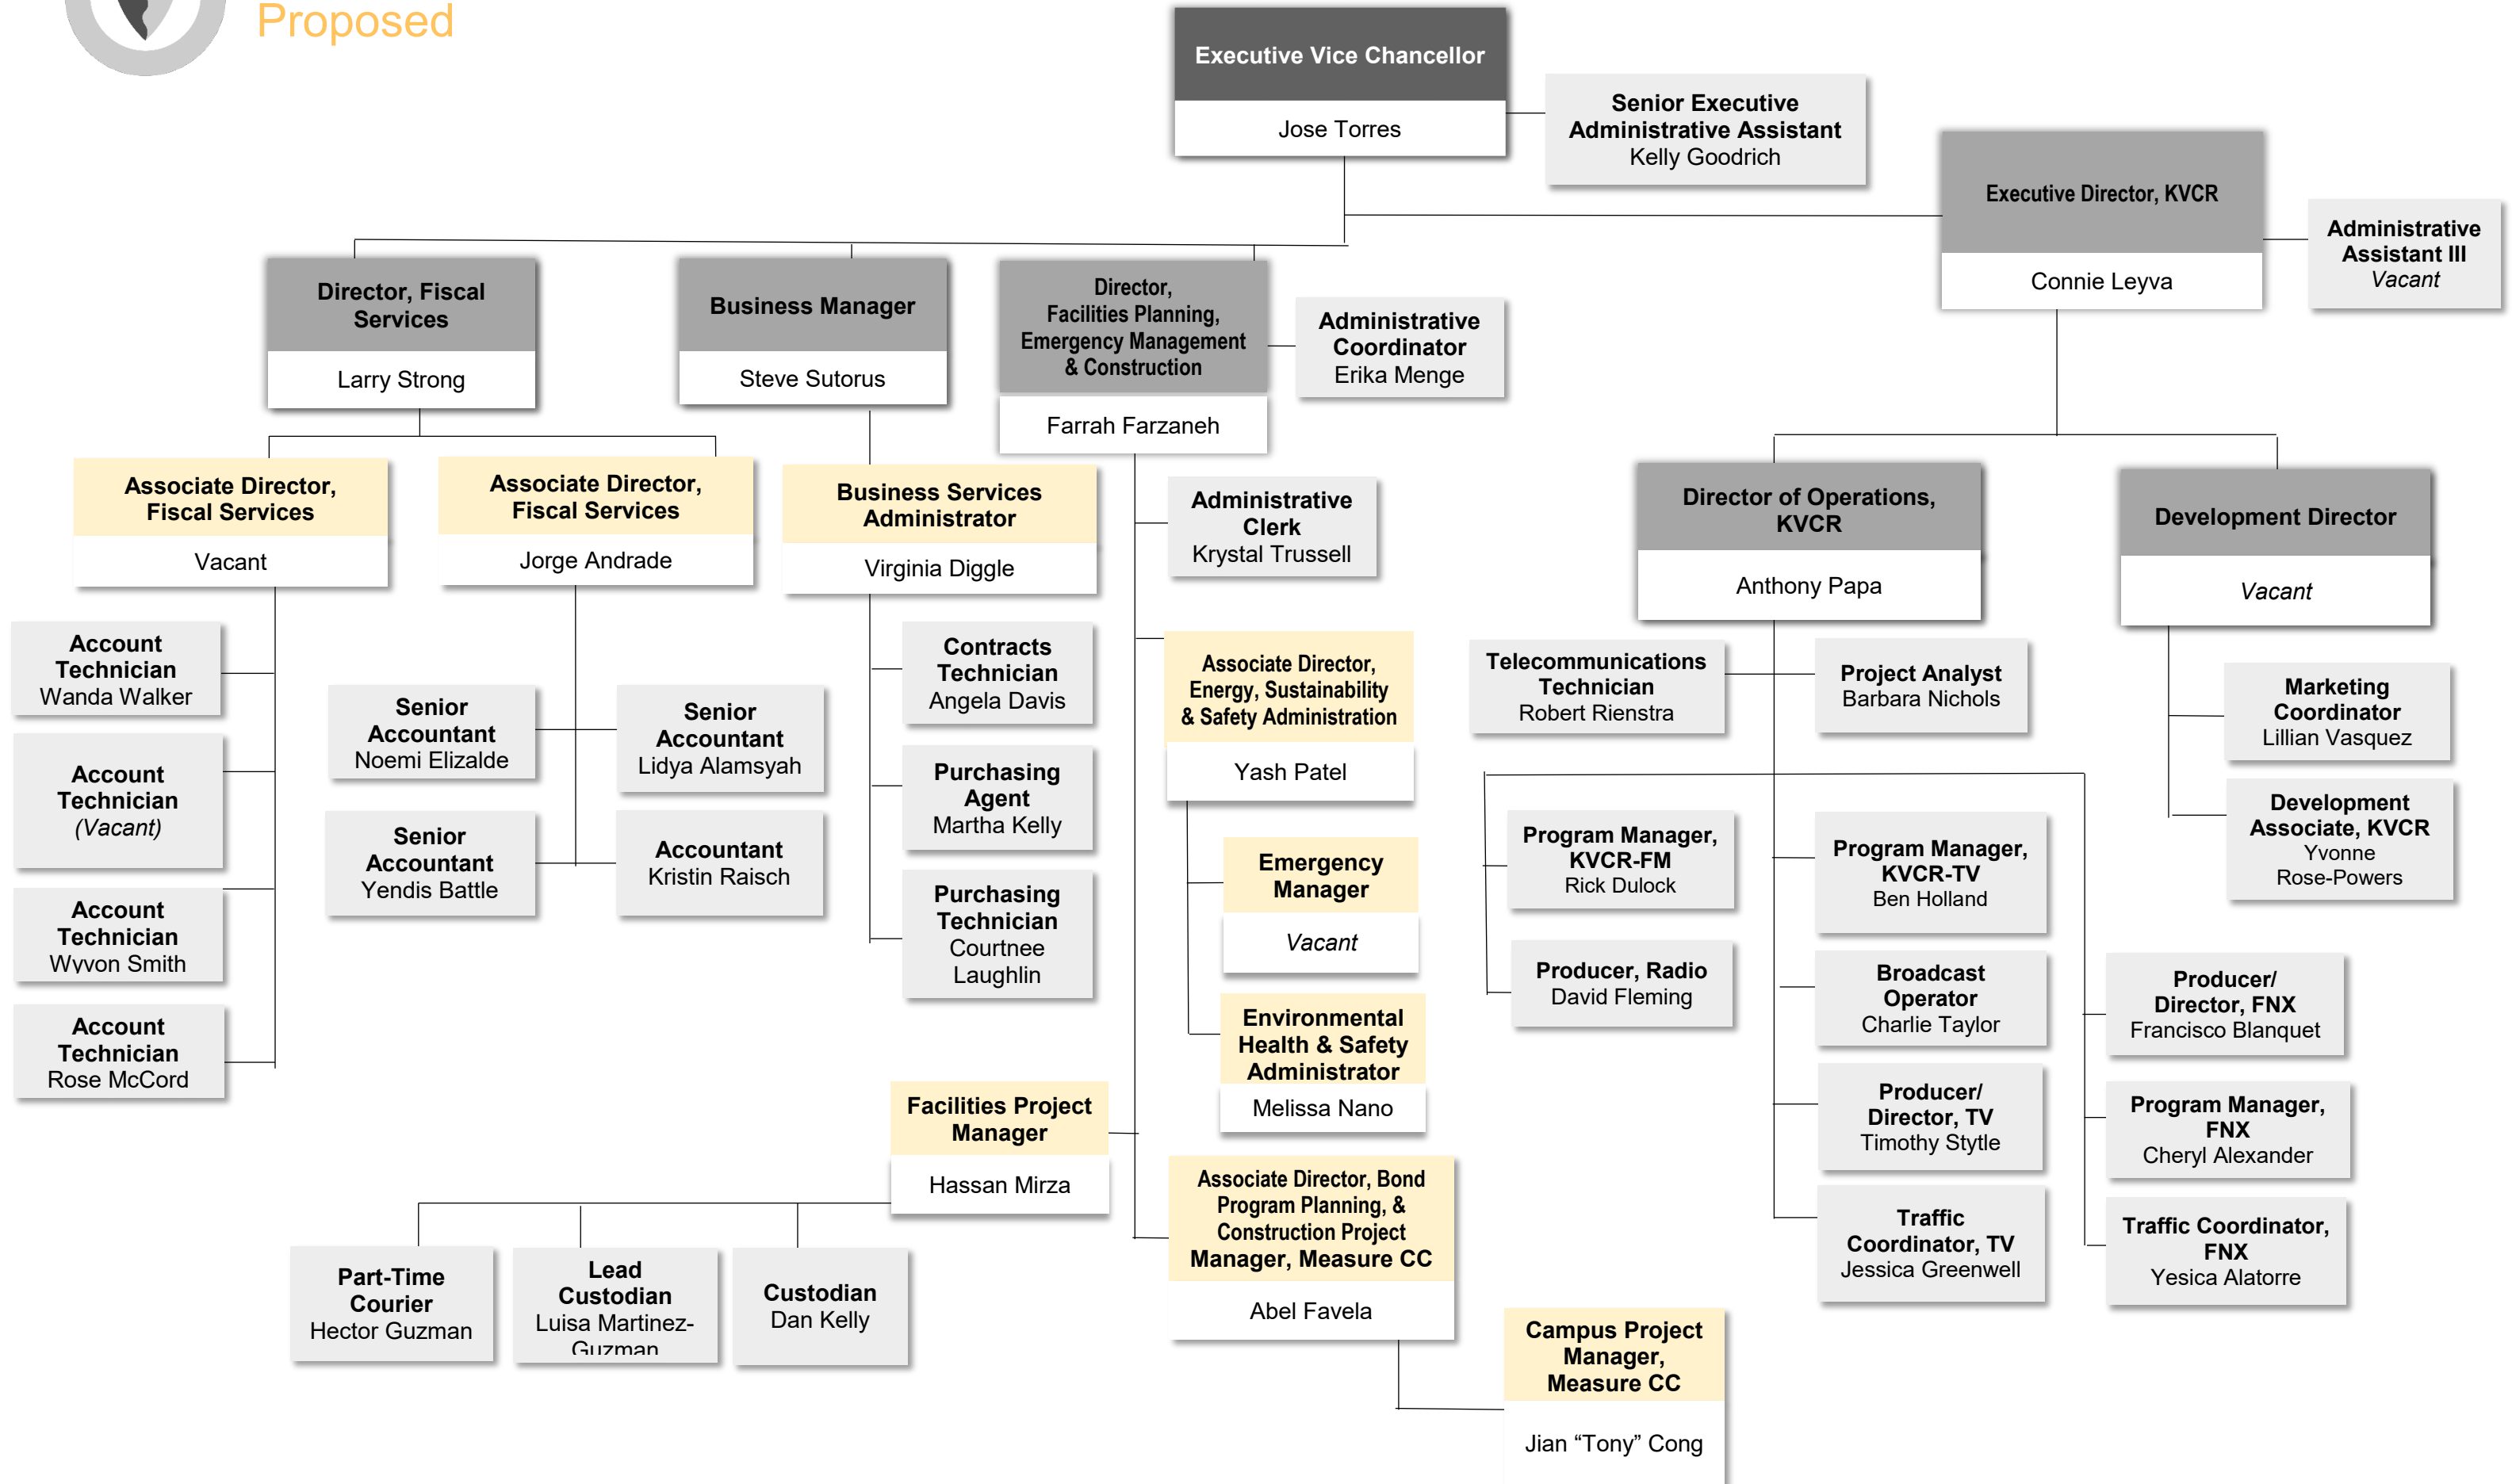 Proposed
Executive Vice Chancellor
Jose Torres
Senior Executive
Administrative Assistant
Kelly Goodrich
Executive Director, KVCR
Connie Leyva
Administrative
Assistant III
Vacant
Director, Fiscal
Services
Larry Strong
Business Manager
Steve Sutorus
Director,
Facilities Planning,
Emergency Management
& Construction
Farrah Farzaneh
Administrative
Coordinator
Erika Menge
Associate Director,
Fiscal Services
Vacant
Associate Director,
Fiscal Services
Jorge Andrade
Business Services
Administrator
Virginia Diggle
Administrative
Clerk
Krystal Trussell
Director of Operations,
KVCR
Anthony Papa
Development Director
Vacant
Account
Technician
Wanda Walker
Account
Technician
(Vacant)
Account
Technician
Wyvon Smith
Account
Technician
Rose McCord
Senior
Accountant
Noemi Elizalde
Senior
Accountant
Lidya Alamsyah
Senior
Accountant
Yendis Battle
Accountant
Kristin Raisch
Contracts
Technician
Angela Davis
Purchasing
Agent
Martha Kelly
Purchasing
Technician
Courtnee
Laughlin
Associate Director,
Energy, Sustainability
& Safety Administration
Yash Patel
Emergency
Manager
Vacant
Environmental
Health & Safety
Administrator
Melissa Nano
Facilities Project
Manager
Hassan Mirza
Part-Time
Courier
Hector Guzman
Lead
Custodian
Luisa Martinez-
Guzman
Custodian
Dan Kelly
Associate Director, Bond
Program Planning, &
Construction Project
Manager, Measure CC
Abel Favela
Campus Project
Manager,
Measure CC
Jian “Tony” Cong
Telecommunications
Technician
Robert Rienstra
Project Analyst
Barbara Nichols
Program Manager,
KVCR-FM
Rick Dulock
Producer, Radio
David Fleming
Program Manager,
KVCR-TV
Ben Holland
Broadcast
Operator
Charlie Taylor
Producer/
Director, TV
Timothy Stytle
Traffic
Coordinator, TV
Jessica Greenwell
Producer/
Director, FNX
Francisco Blanquet
Program Manager,
FNX
Cheryl Alexander
Traffic Coordinator,
FNX
Yesica Alatorre
Marketing
Coordinator
Lillian Vasquez
Development
Associate, KVCR
Yvonne
Rose-Powers